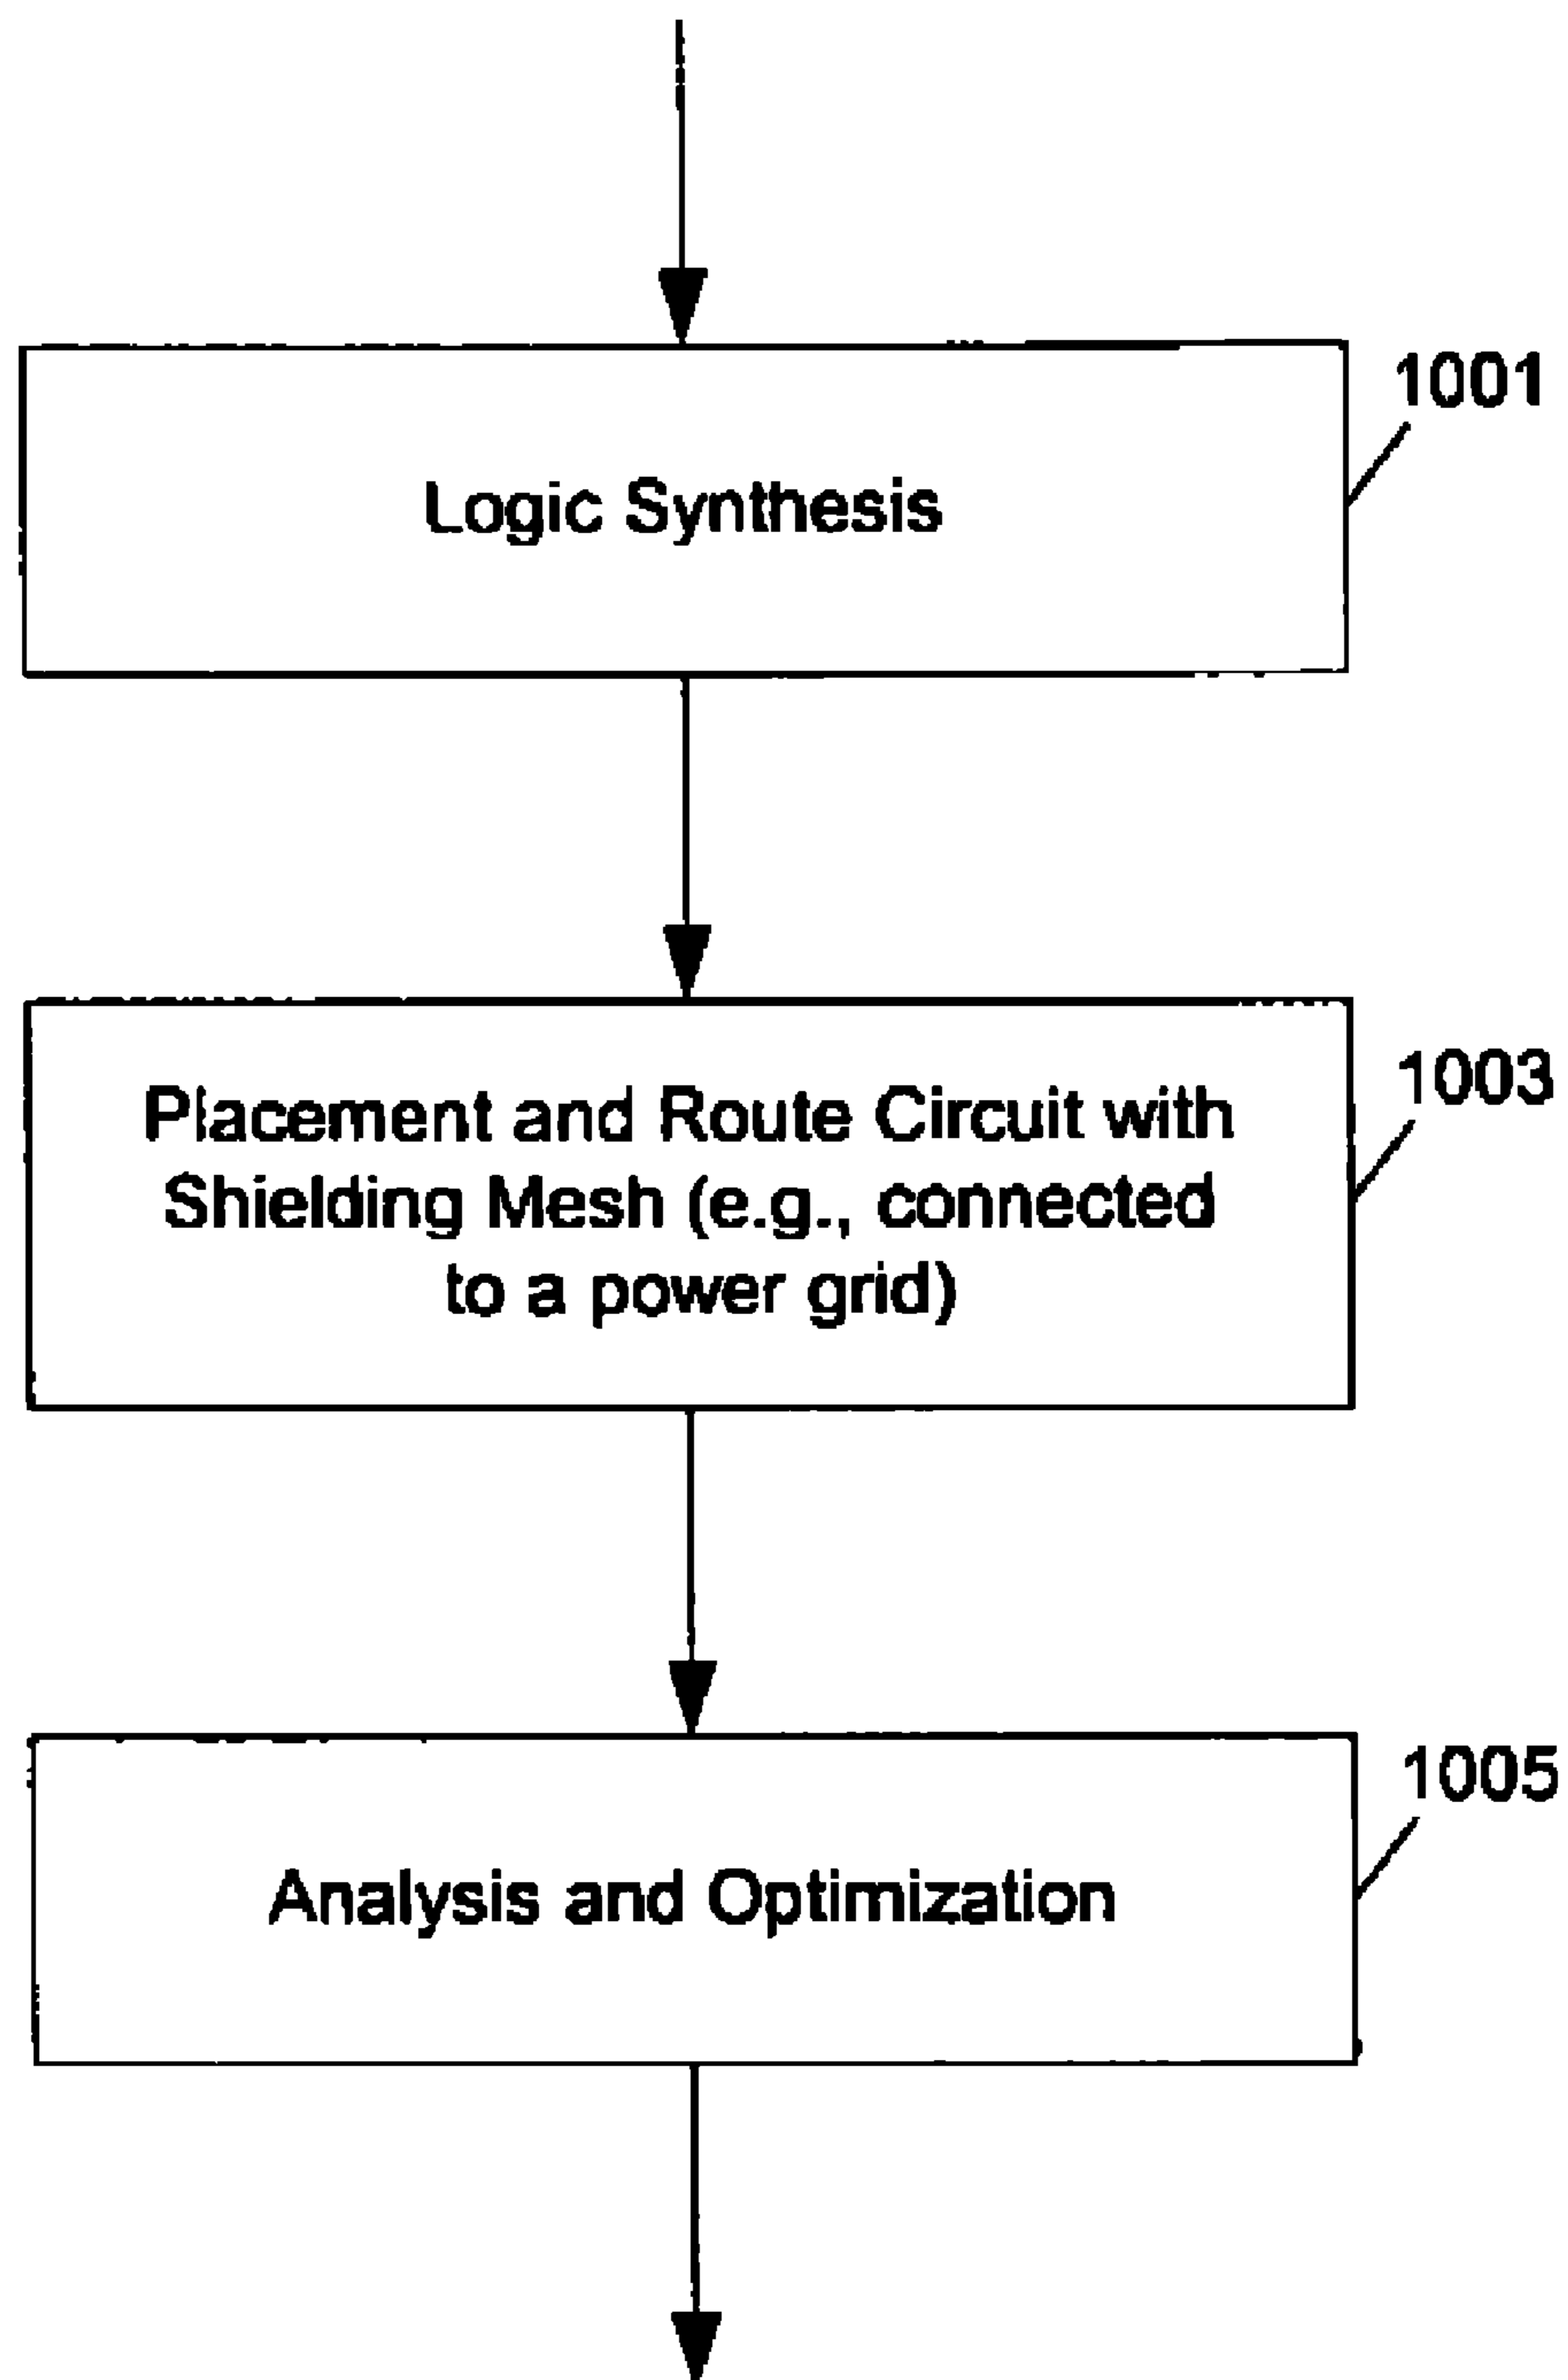 1001
Logic Synthesis
1003
Placement and Route Circuit with
Shielding Mesh (e.g., connected
to a power grid)
1005
Analysis and Optimization